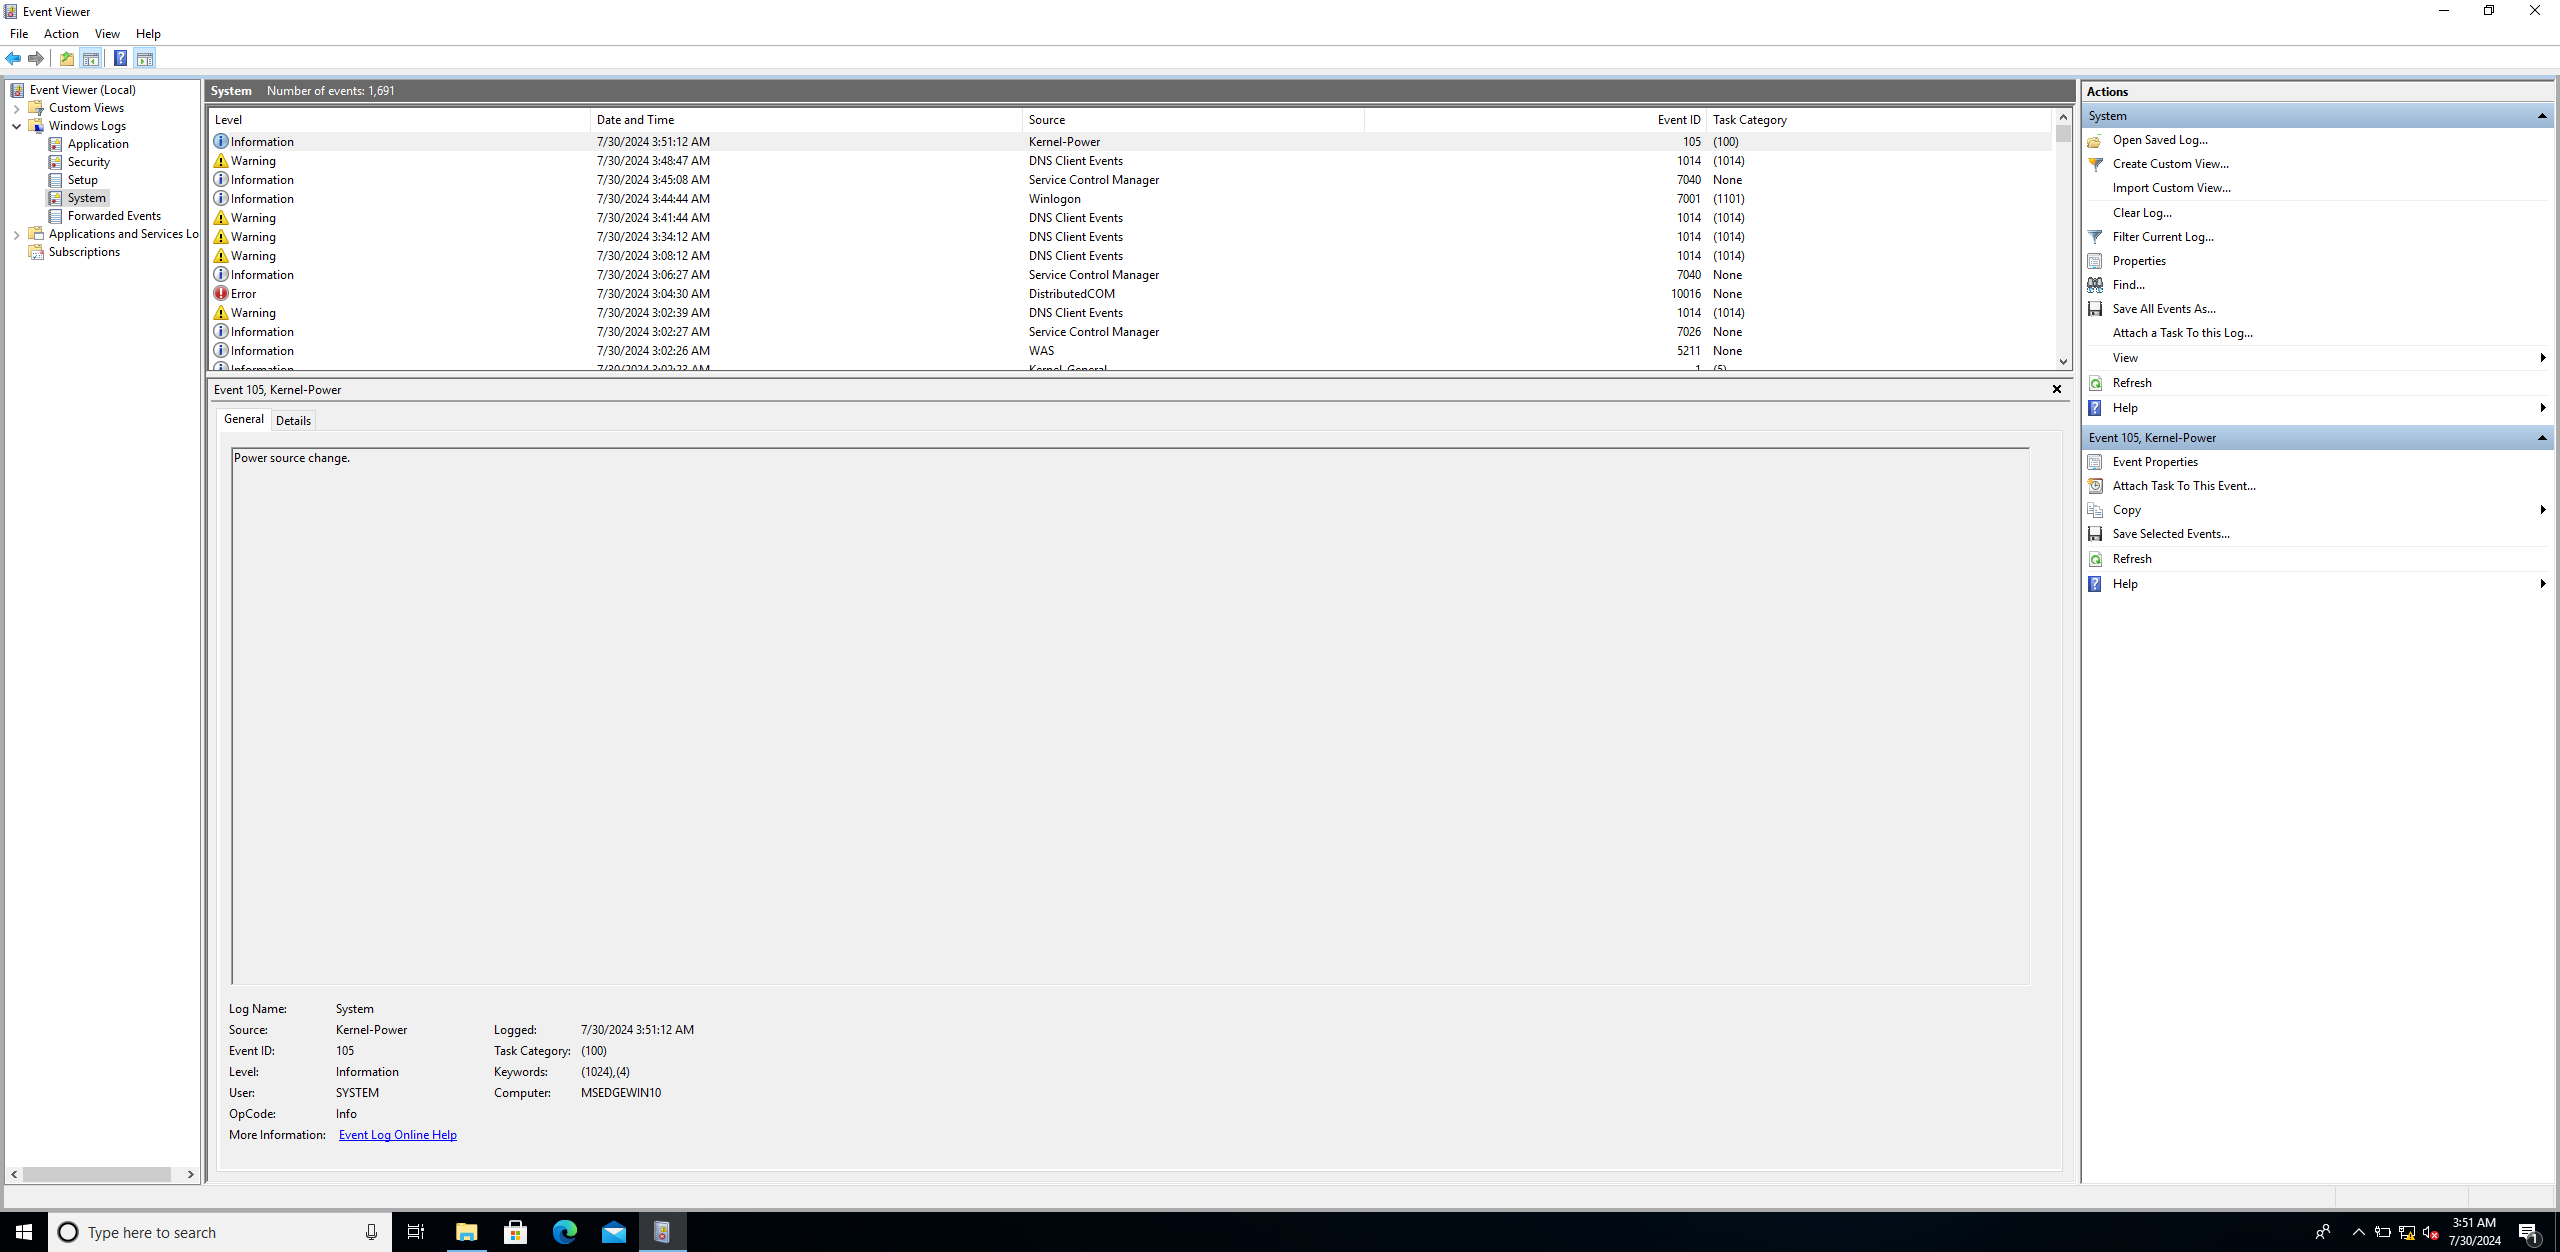 Event Viewer
File Action View Help
Event Viewer (Local)
Custom Views
Windows Logs
Application
Security
Setup
System
Forwarded Events
Applications and Services Lo
Subscriptions
System Number of events: 1,691
Level Date and Time Source Event ID Task Category
Information 7/30/2024 3:51:12 AM Kernel-Power 105 (100)
Warning 7/30/2024 3:48:47 AM DNS Client Events 1014 (1014)
Information 7/30/2024 3:45:08 AM Service Control Manager 7040 None
Information 7/30/2024 3:44:44 AM Winlogon 7001 (1101)
Warning 7/30/2024 3:41:44 AM DNS Client Events 1014 (1014)
Warning 7/30/2024 3:34:12 AM DNS Client Events 1014 (1014)
Warning 7/30/2024 3:08:12 AM DNS Client Events 1014 (1014)
Information 7/30/2024 3:06:27 AM Service Control Manager 7040 None
Error 7/30/2024 3:04:30 AM DistributedCOM 10016 None
Warning 7/30/2024 3:02:39 AM DNS Client Events 1014 (1014)
Information 7/30/2024 3:02:27 AM Service Control Manager 7026 None
Information 7/30/2024 3:02:26 AM WAS 5211 None
Information 7/30/2024 3:02:23 AM Kernel-General 1 (5)
Event 105, Kernel-Power
General Details
Power source change.
Log Name: System
Source: Kernel-Power Logged: 7/30/2024 3:51:12 AM
Event ID: 105 Task Category: (100)
Level: Information Keywords: (1024),(4)
User: SYSTEM Computer: MSEDGEWIN10
OpCode: Info
More Information: Event Log Online Help
Actions
System
Open Saved Log...
Create Custom View...
Import Custom View...
Clear Log...
Filter Current Log...
Properties
Find...
Save All Events As...
Attach a Task To this Log...
View
Refresh
Help
Event 105, Kernel-Power
Event Properties
Attach Task To This Event...
Copy
Save Selected Events...
Refresh
Help
Type here to search
3:51 AM
7/30/2024
1